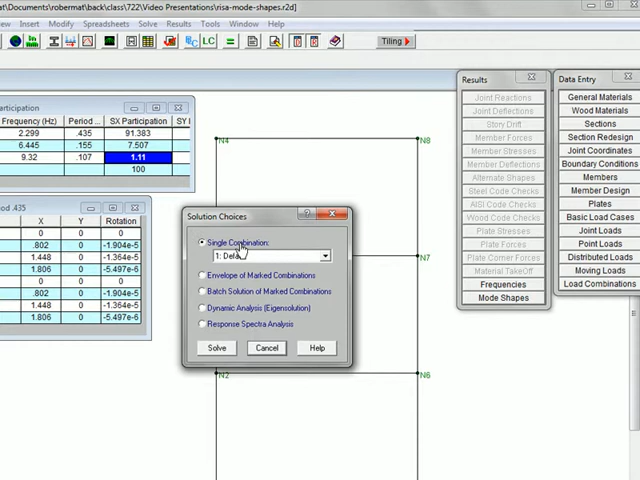 at\Documents\robermat\back\class\722\Video Presentations\risa-mode-shapes.r2d]
View Insert Modify Spreadsheets Solve Results Tools Window Help
LC
Tiling
articipation
Frequency (Hz) Period ... SX Participation SY
2.299 .435 91.383
6.445 .155 7.507
9.32 .107 1.11
100
iod .435
X Y Rotation
0 0 0
.802 0 -1.904e-5
1.448 0 -1.364e-5
1.806 0 -5.497e-6
0 0 0
.802 0 -1.904e-5
1.448 0 -1.364e-5
1.806 0 -5.497e-6
N4
N8
N7
N2
N6
Solution Choices
Single Combination:
1: Defa
Envelope of Marked Combinations
Batch Solution of Marked Combinations
Dynamic Analysis (Eigensolution)
Response Spectra Analysis
Solve Cancel Help
Results
Joint Reactions
Joint Deflections
Story Drift
Member Forces
Member Stresses
Member Deflections
Alternate Shapes
Steel Code Checks
AISI Code Checks
Wood Code Checks
Plate Stresses
Plate Forces
Plate Corner Forces
Material TakeOff
Frequencies
Mode Shapes
Data Entry
General Materials
Wood Materials
Sections
Section Redesign
Joint Coordinates
Boundary Conditions
Members
Member Design
Plates
Basic Load Cases
Joint Loads
Point Loads
Distributed Loads
Moving Loads
Load Combinations